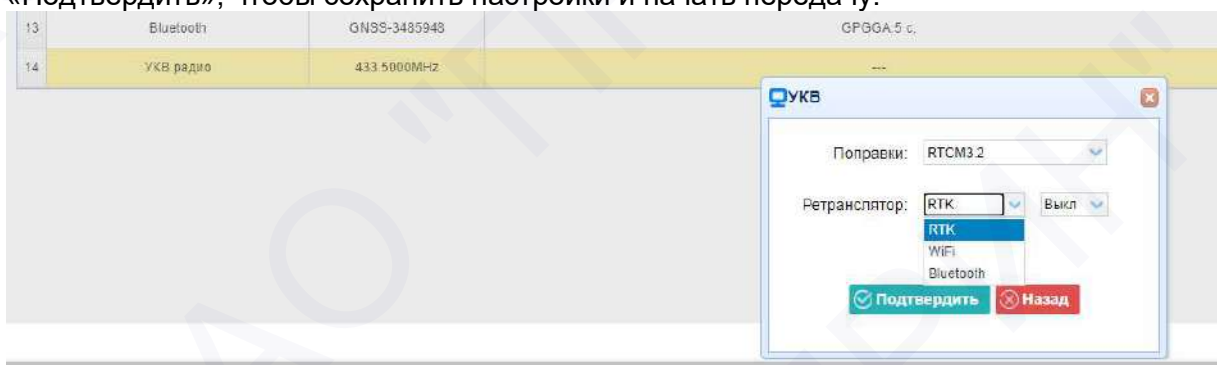 «Подтвердить», чтобы сохранить настройки и начать передачу.
13 Bluetooth GNSS-3485948 GPGGA:5 с,
14 УКВ радио 433.5000MHz ---
УКВ
Поправки: RTCM3.2
Ретранслятор: RTK Выкл
RTK
WiFi
Bluetooth
Подтвердить Назад